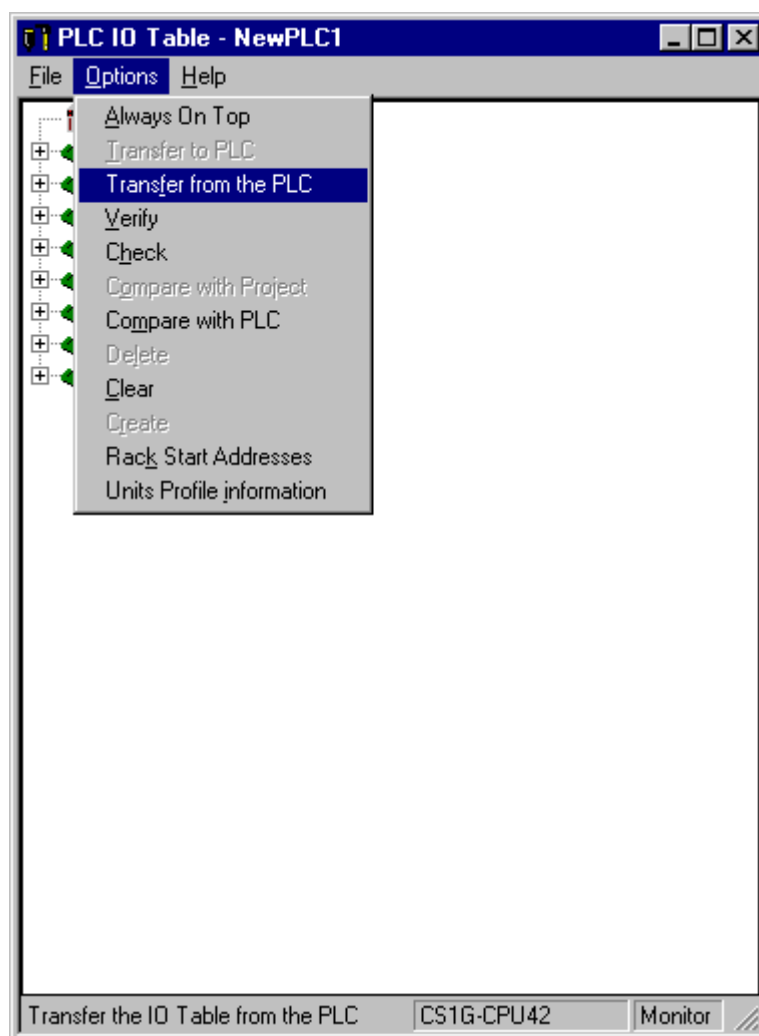 PLC IO Table - NewPLC1
File Options Help
Always On Top
Transfer to PLC
Transfer from the PLC
Verify
Check
Compare with Project
Compare with PLC
Delete
Clear
Create
Rack Start Addresses
Units Profile information
Transfer the IO Table from the PLC CS1G-CPU42 Monitor